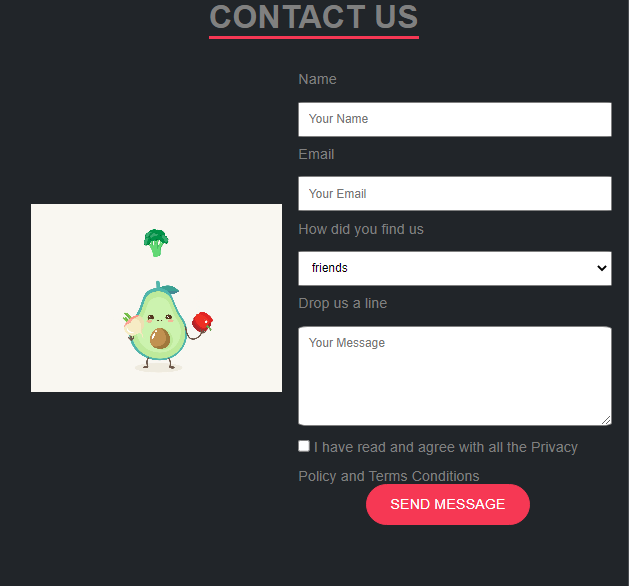 CONTACT US
Name
Your Name
Email
Your Email
How did you find us
friends
Drop us a line
Your Message
I have read and agree with all the Privacy
Policy and Terms Conditions
SEND MESSAGE